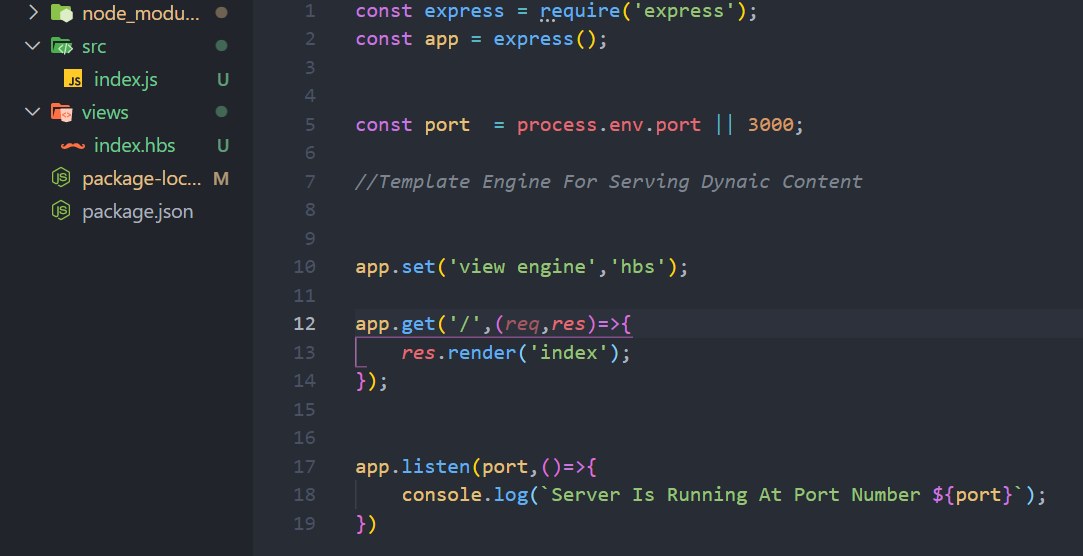 node_modu...
src
index.js U
views
index.hbs U
package-loc... M
package.json
1 const express = require('express');
2 const app = express();
3
4
5 const port  = process.env.port || 3000;
6
7 //Template Engine For Serving Dynaic Content
8
9
10 app.set('view engine','hbs');
11
12 app.get('/',(req,res)=>{
13     res.render('index');
14 });
15
16
17 app.listen(port,()=>{
18     console.log(`Server Is Running At Port Number ${port}`);
19 })